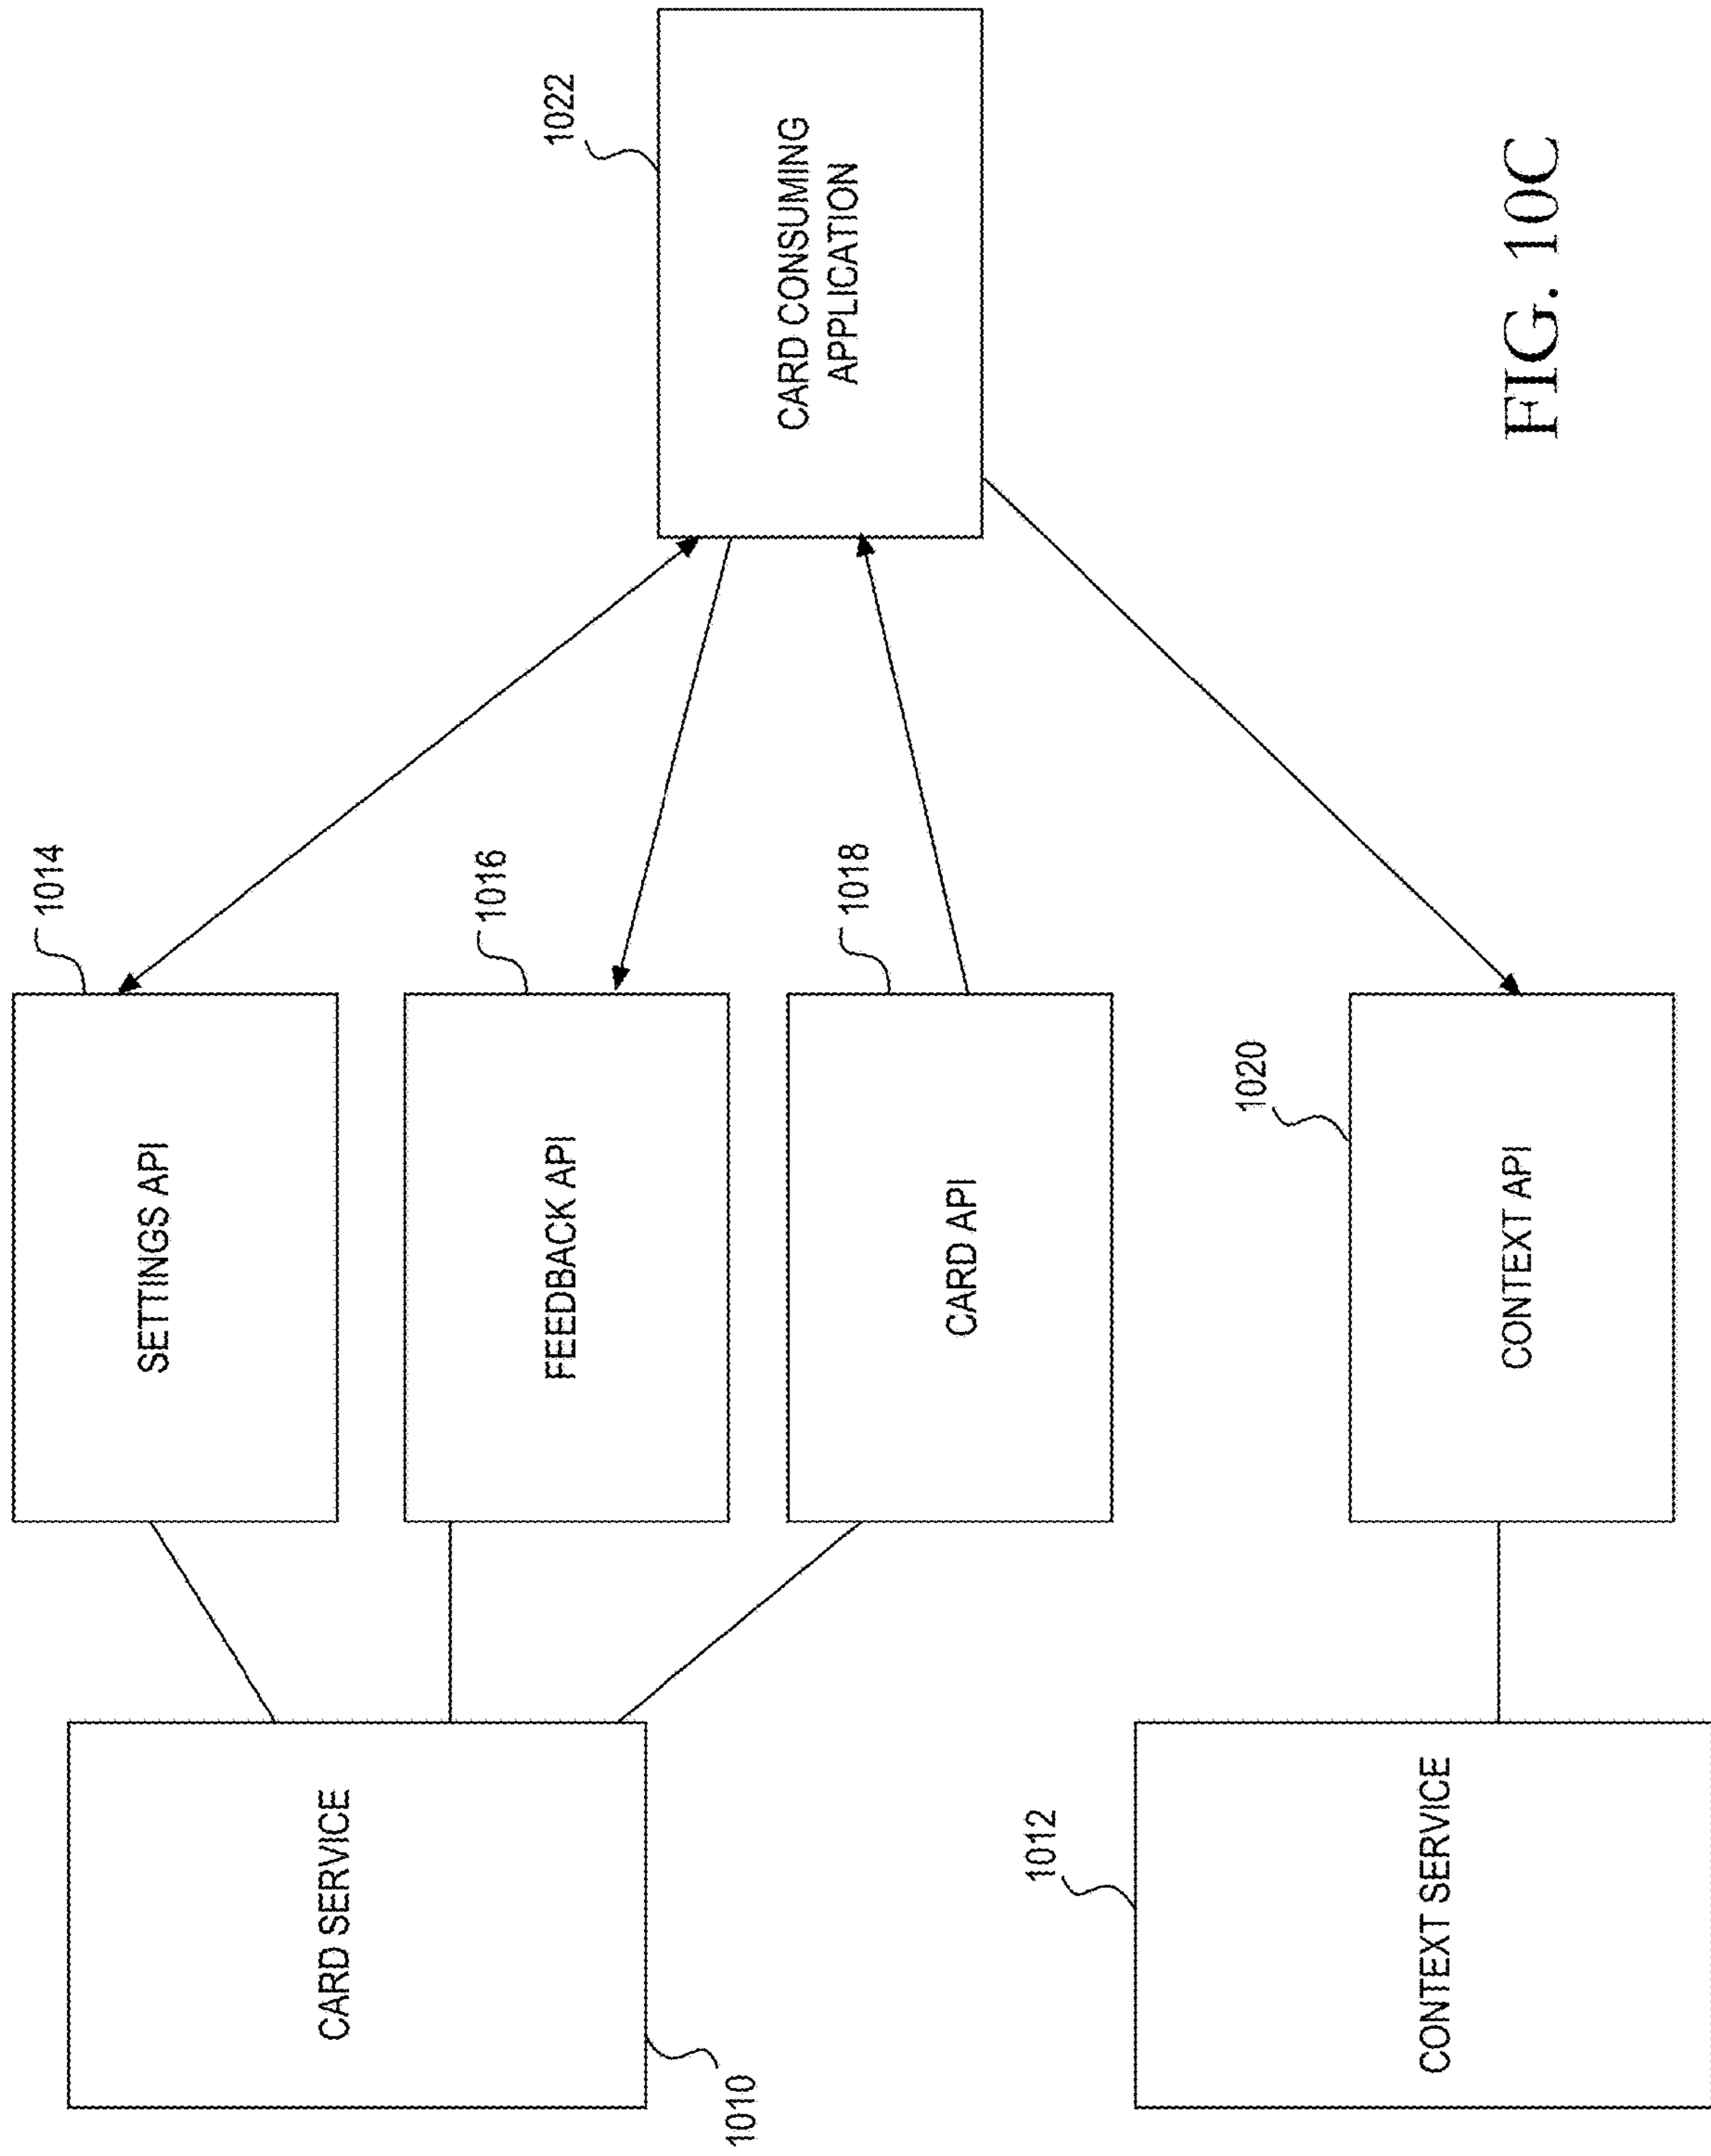 1010
CARD SERVICE
1012
CONTEXT SERVICE
1014
SETTINGS API
1016
FEEDBACK API
1018
CARD API
1020
CONTEXT API
1022
CARD CONSUMING
APPLICATION
FIG. 10C